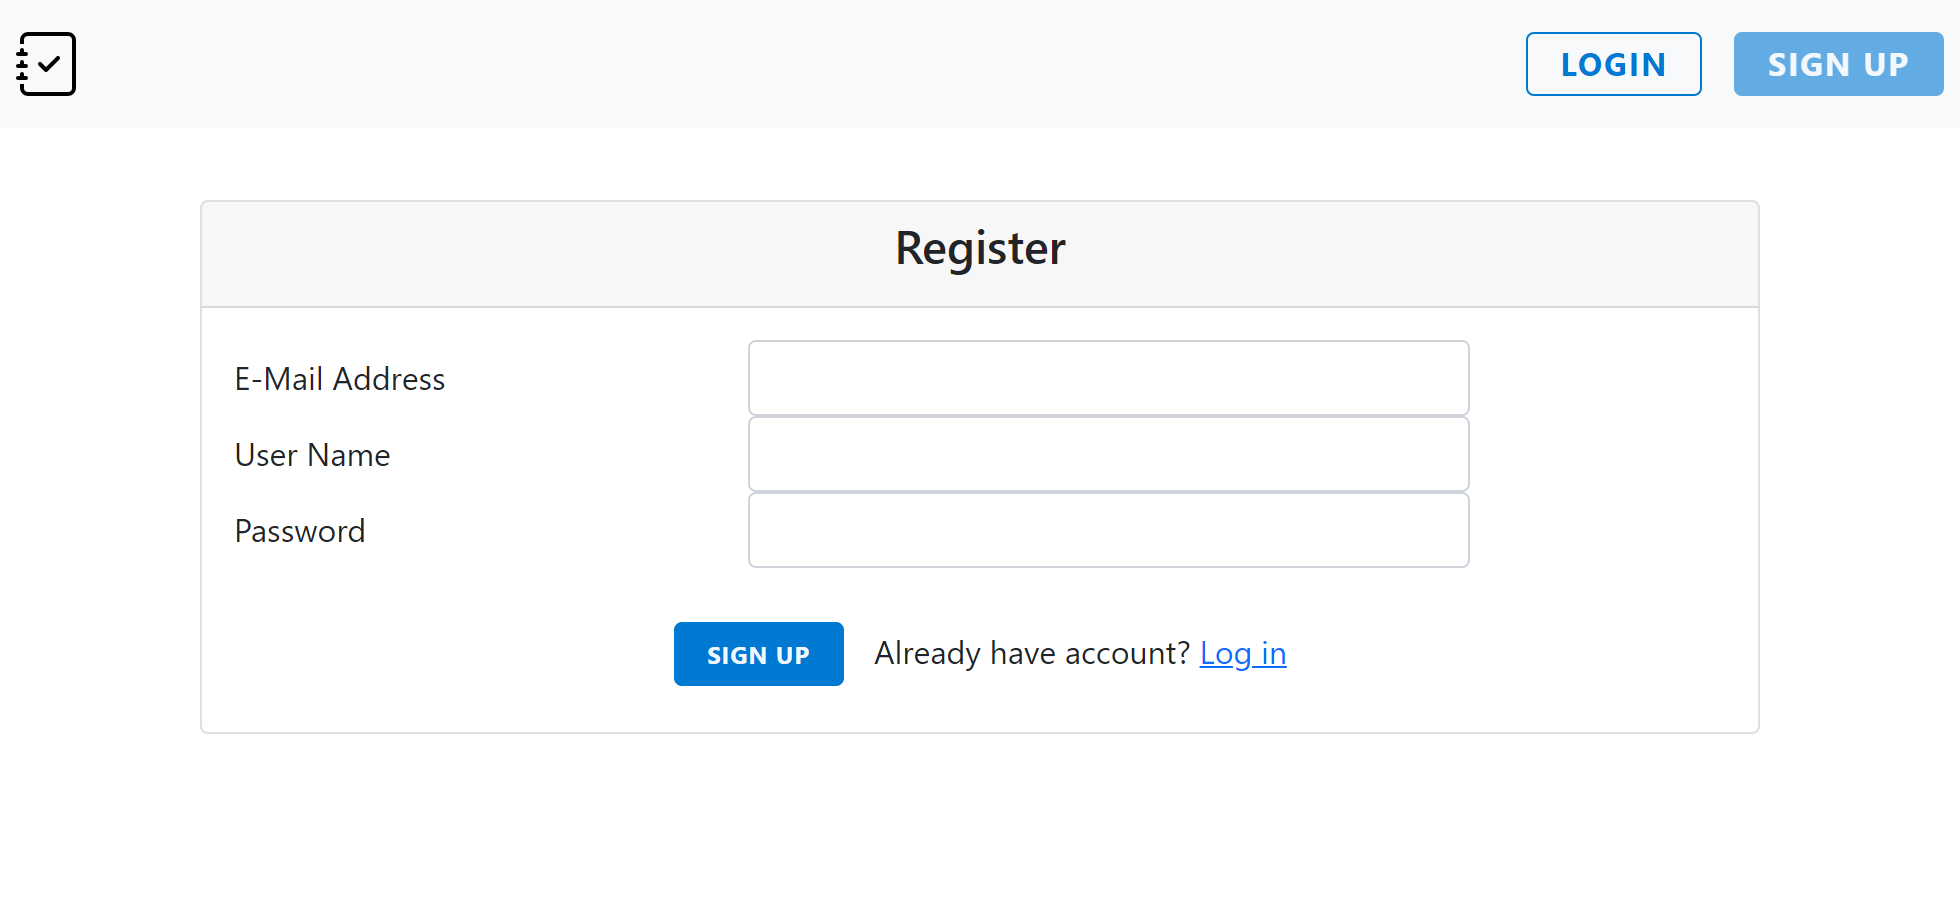 LOGIN SIGN UP
Register
E-Mail Address
User Name
Password
SIGN UP Already have account? Log in